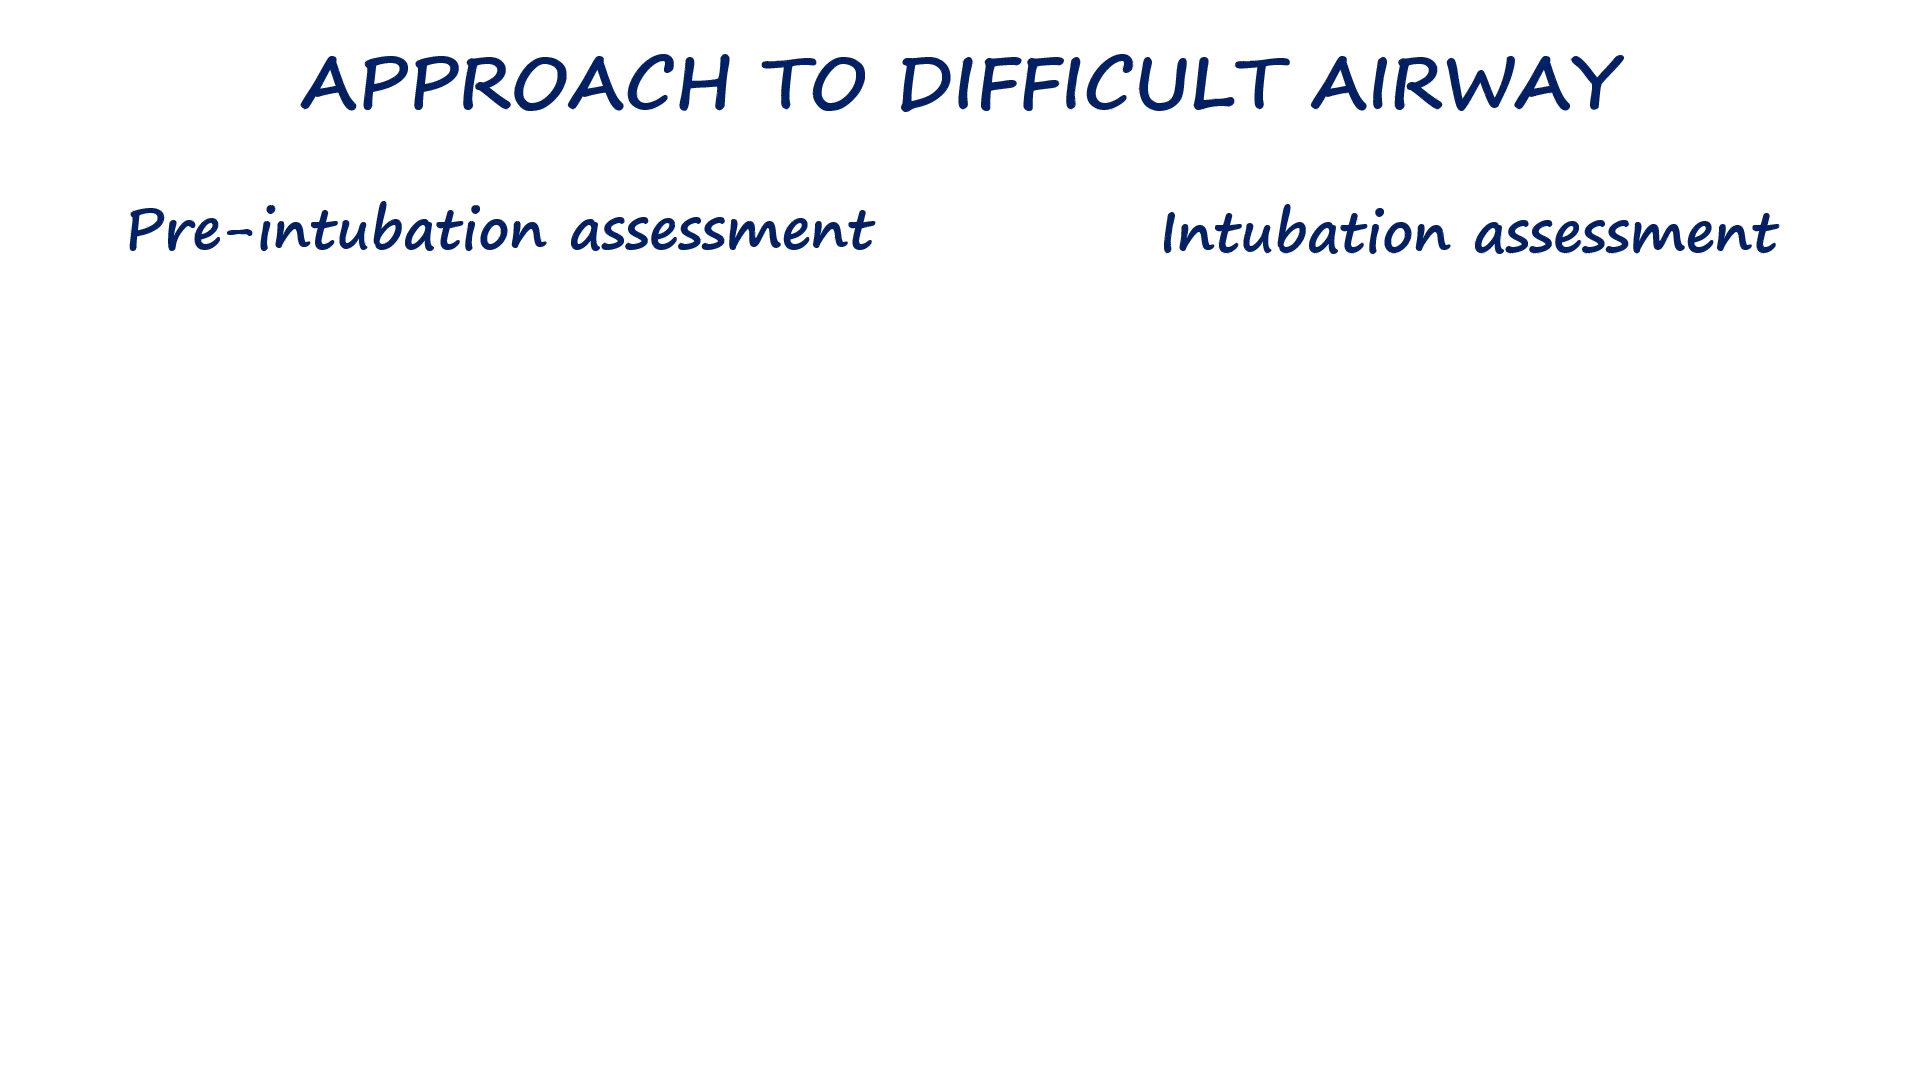 APPROACH TO DIFFICULT AIRWAY
Pre-intubation assessment
Intubation assessment